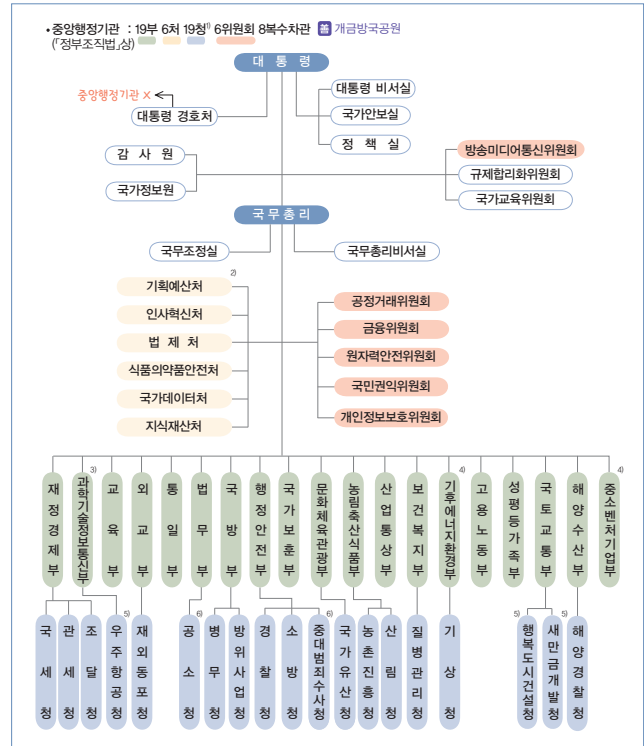 • 중앙행정기관 : 19부 6처 19청1) 6위원회 8복수차관 암 개금방국공원
(「정부조직법」상)
대 통 령
중앙행정기관 X
대통령 경호처
대통령 비서실
국가안보실
정 책 실
감 사 원
국가정보원
방송미디어통신위원회
규제합리화위원회
국가교육위원회
국 무 총 리
국무조정실
국무총리비서실
기획예산처 2)
인사혁신처
법 제 처
식품의약품안전처
국가데이터처
지식재산처
공정거래위원회
금융위원회
원자력안전위원회
국민권익위원회
개인정보보호위원회
재정경제부
과학기술정보통신부 3)
교육부
외교부
통일부
법무부
국방부
행정안전부
국가보훈부
문화체육관광부
농림축산식품부
산업통상부
보건복지부
기후에너지환경부 4)
고용노동부
성평등가족부
국토교통부
해양수산부
중소벤처기업부 4)
국세청
관세청
조달청
우주항공청 5)
재외동포청
공소청 6)
병무청
방위사업청
경찰청
소방청
중대범죄수사청 6)
국가유산청
농촌진흥청
산림청
질병관리청
기상청
행복도시건설청 5)
새만금개발청 5)
해양경찰청